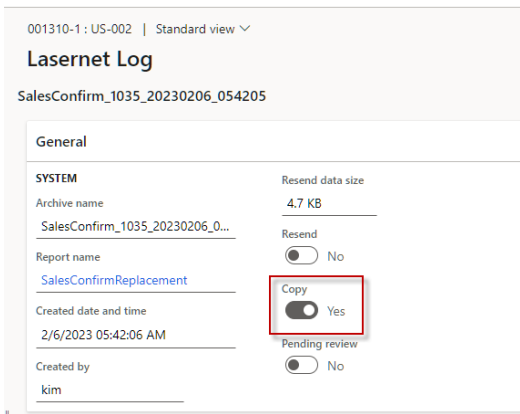 001310-1 : US-002 | Standard view
Lasernet Log
SalesConfirm_1035_20230206_054205
General
SYSTEM
Archive name
SalesConfirm_1035_20230206_0...
Report name
SalesConfirmReplacement
Created date and time
2/6/2023 05:42:06 AM
Created by
kim
Resend data size
4.7 KB
Resend
No
Copy
Yes
Pending review
No